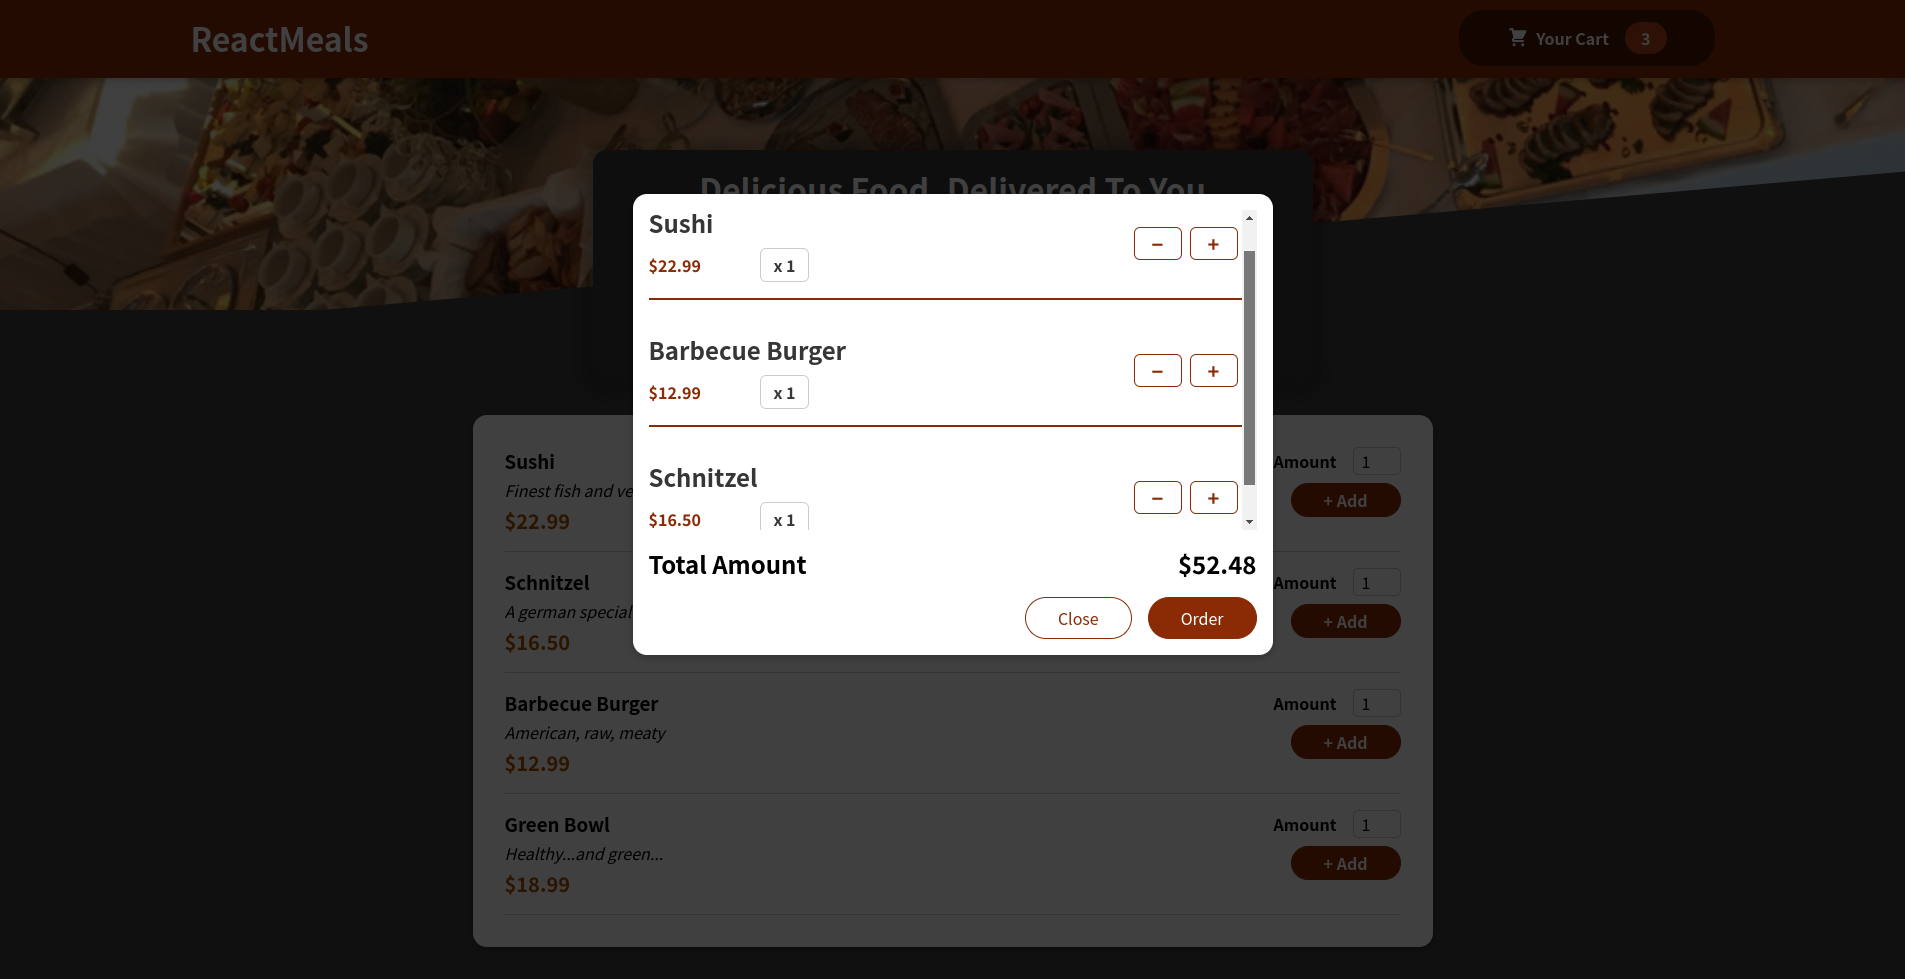 ReactMeals
Your Cart 3
Delicious Food, Delivered To You
Sushi
$22.99 x 1
− +
Barbecue Burger
$12.99 x 1
− +
Schnitzel
$16.50 x 1
− +
Total Amount $52.48
Close Order
Sushi
Finest fish and ve
$22.99
Amount 1
+ Add
Schnitzel
A german special
$16.50
Amount 1
+ Add
Barbecue Burger
American, raw, meaty
$12.99
Amount 1
+ Add
Green Bowl
Healthy...and green...
$18.99
Amount 1
+ Add